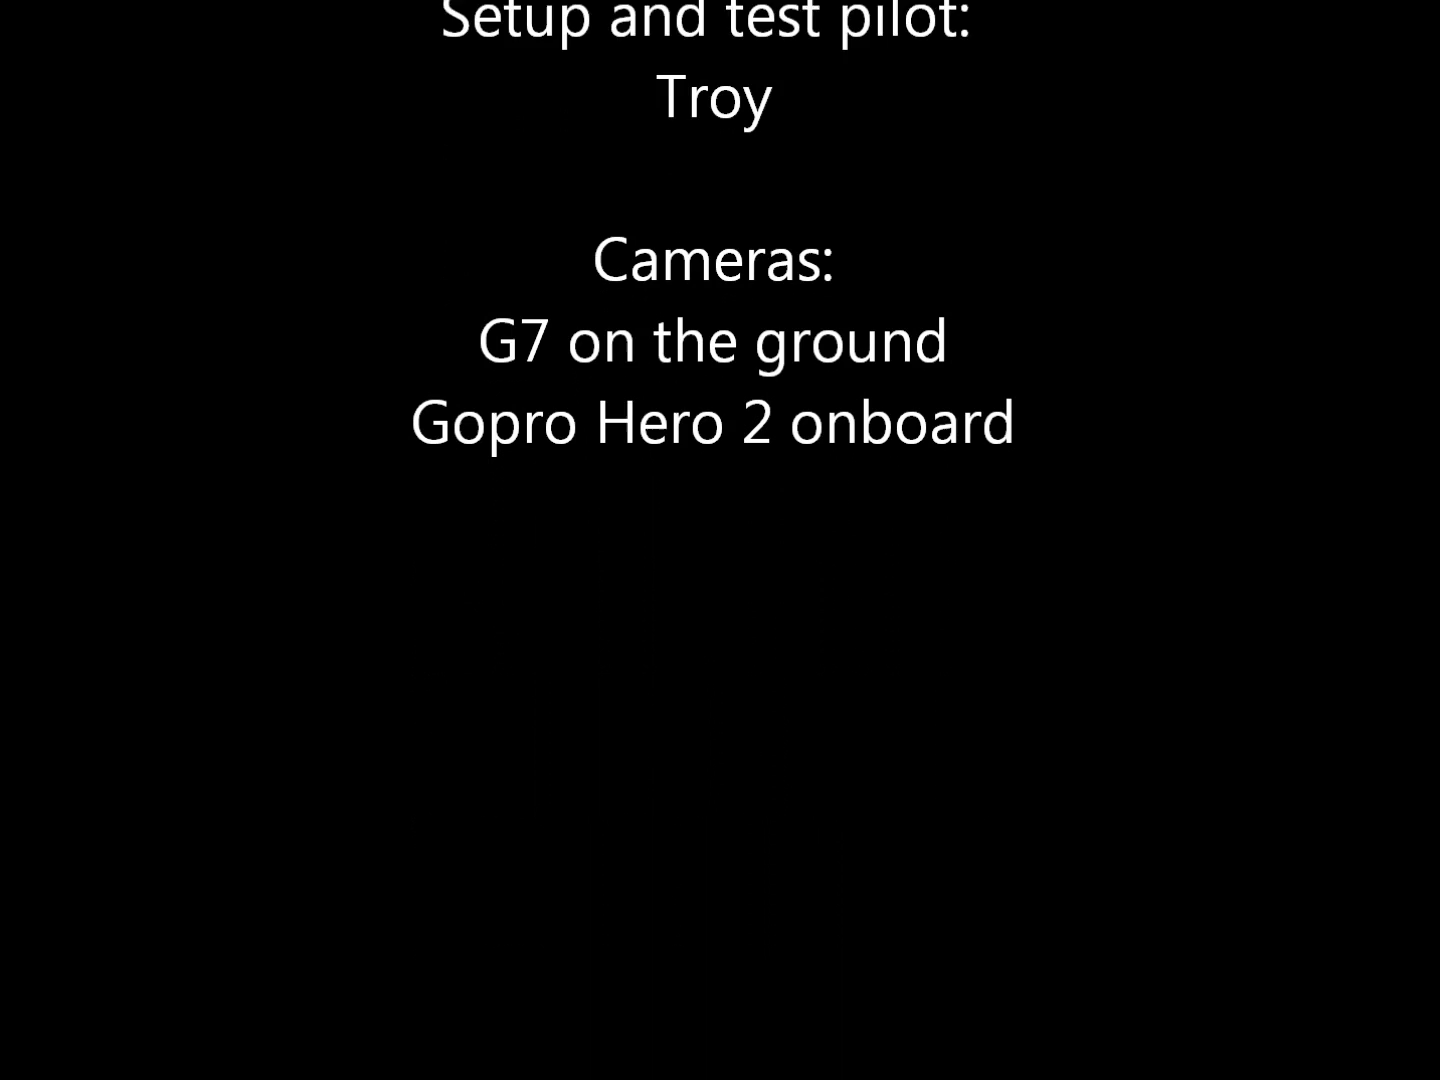 Setup and test pilot:
Troy
Cameras:
G7 on the ground
Gopro Hero 2 onboard